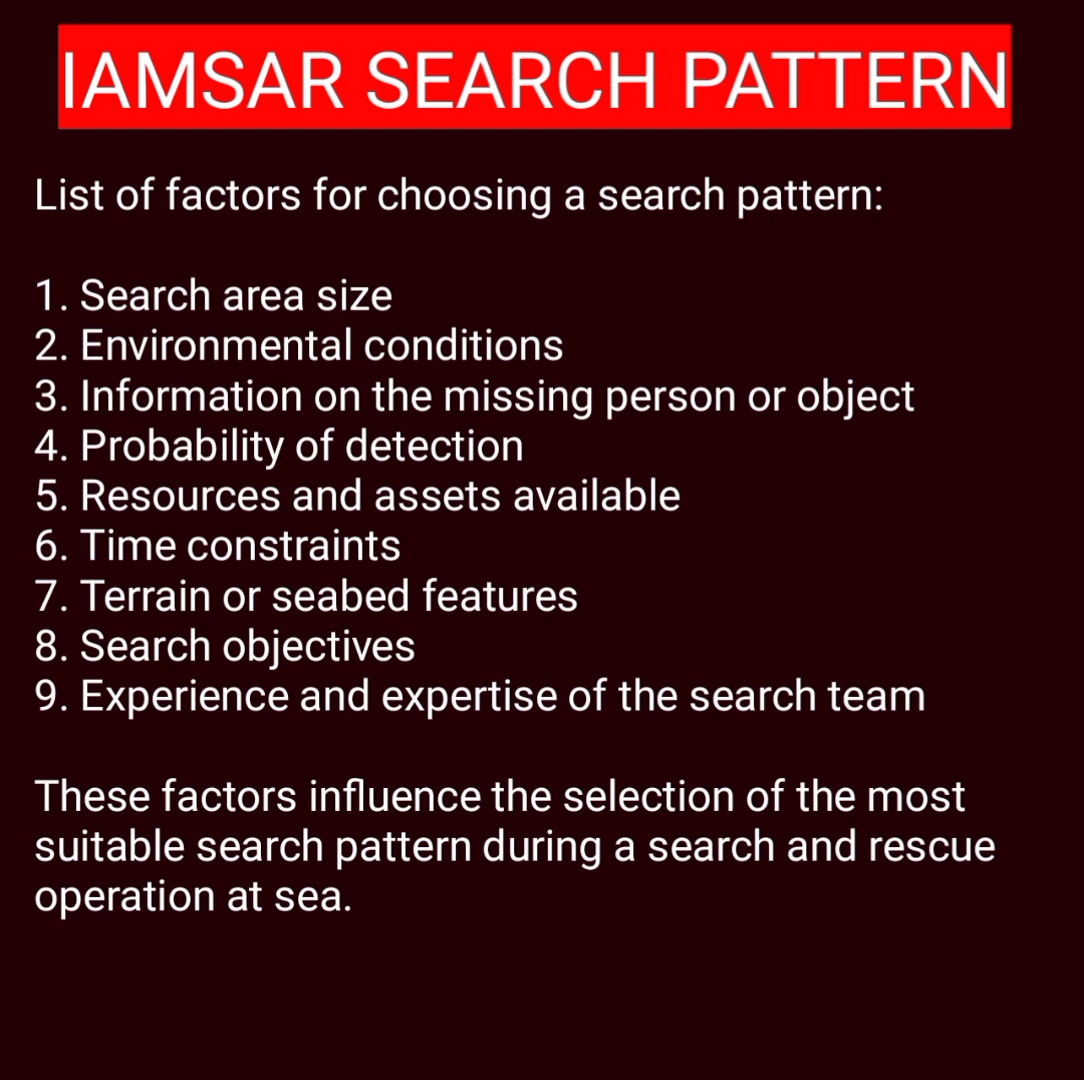 IAMSAR SEARCH PATTERN
List of factors for choosing a search pattern:
1. Search area size
2. Environmental conditions
3. Information on the missing person or object
4. Probability of detection
5. Resources and assets available
6. Time constraints
7. Terrain or seabed features
8. Search objectives
9. Experience and expertise of the search team
These factors influence the selection of the most
suitable search pattern during a search and rescue
operation at sea.